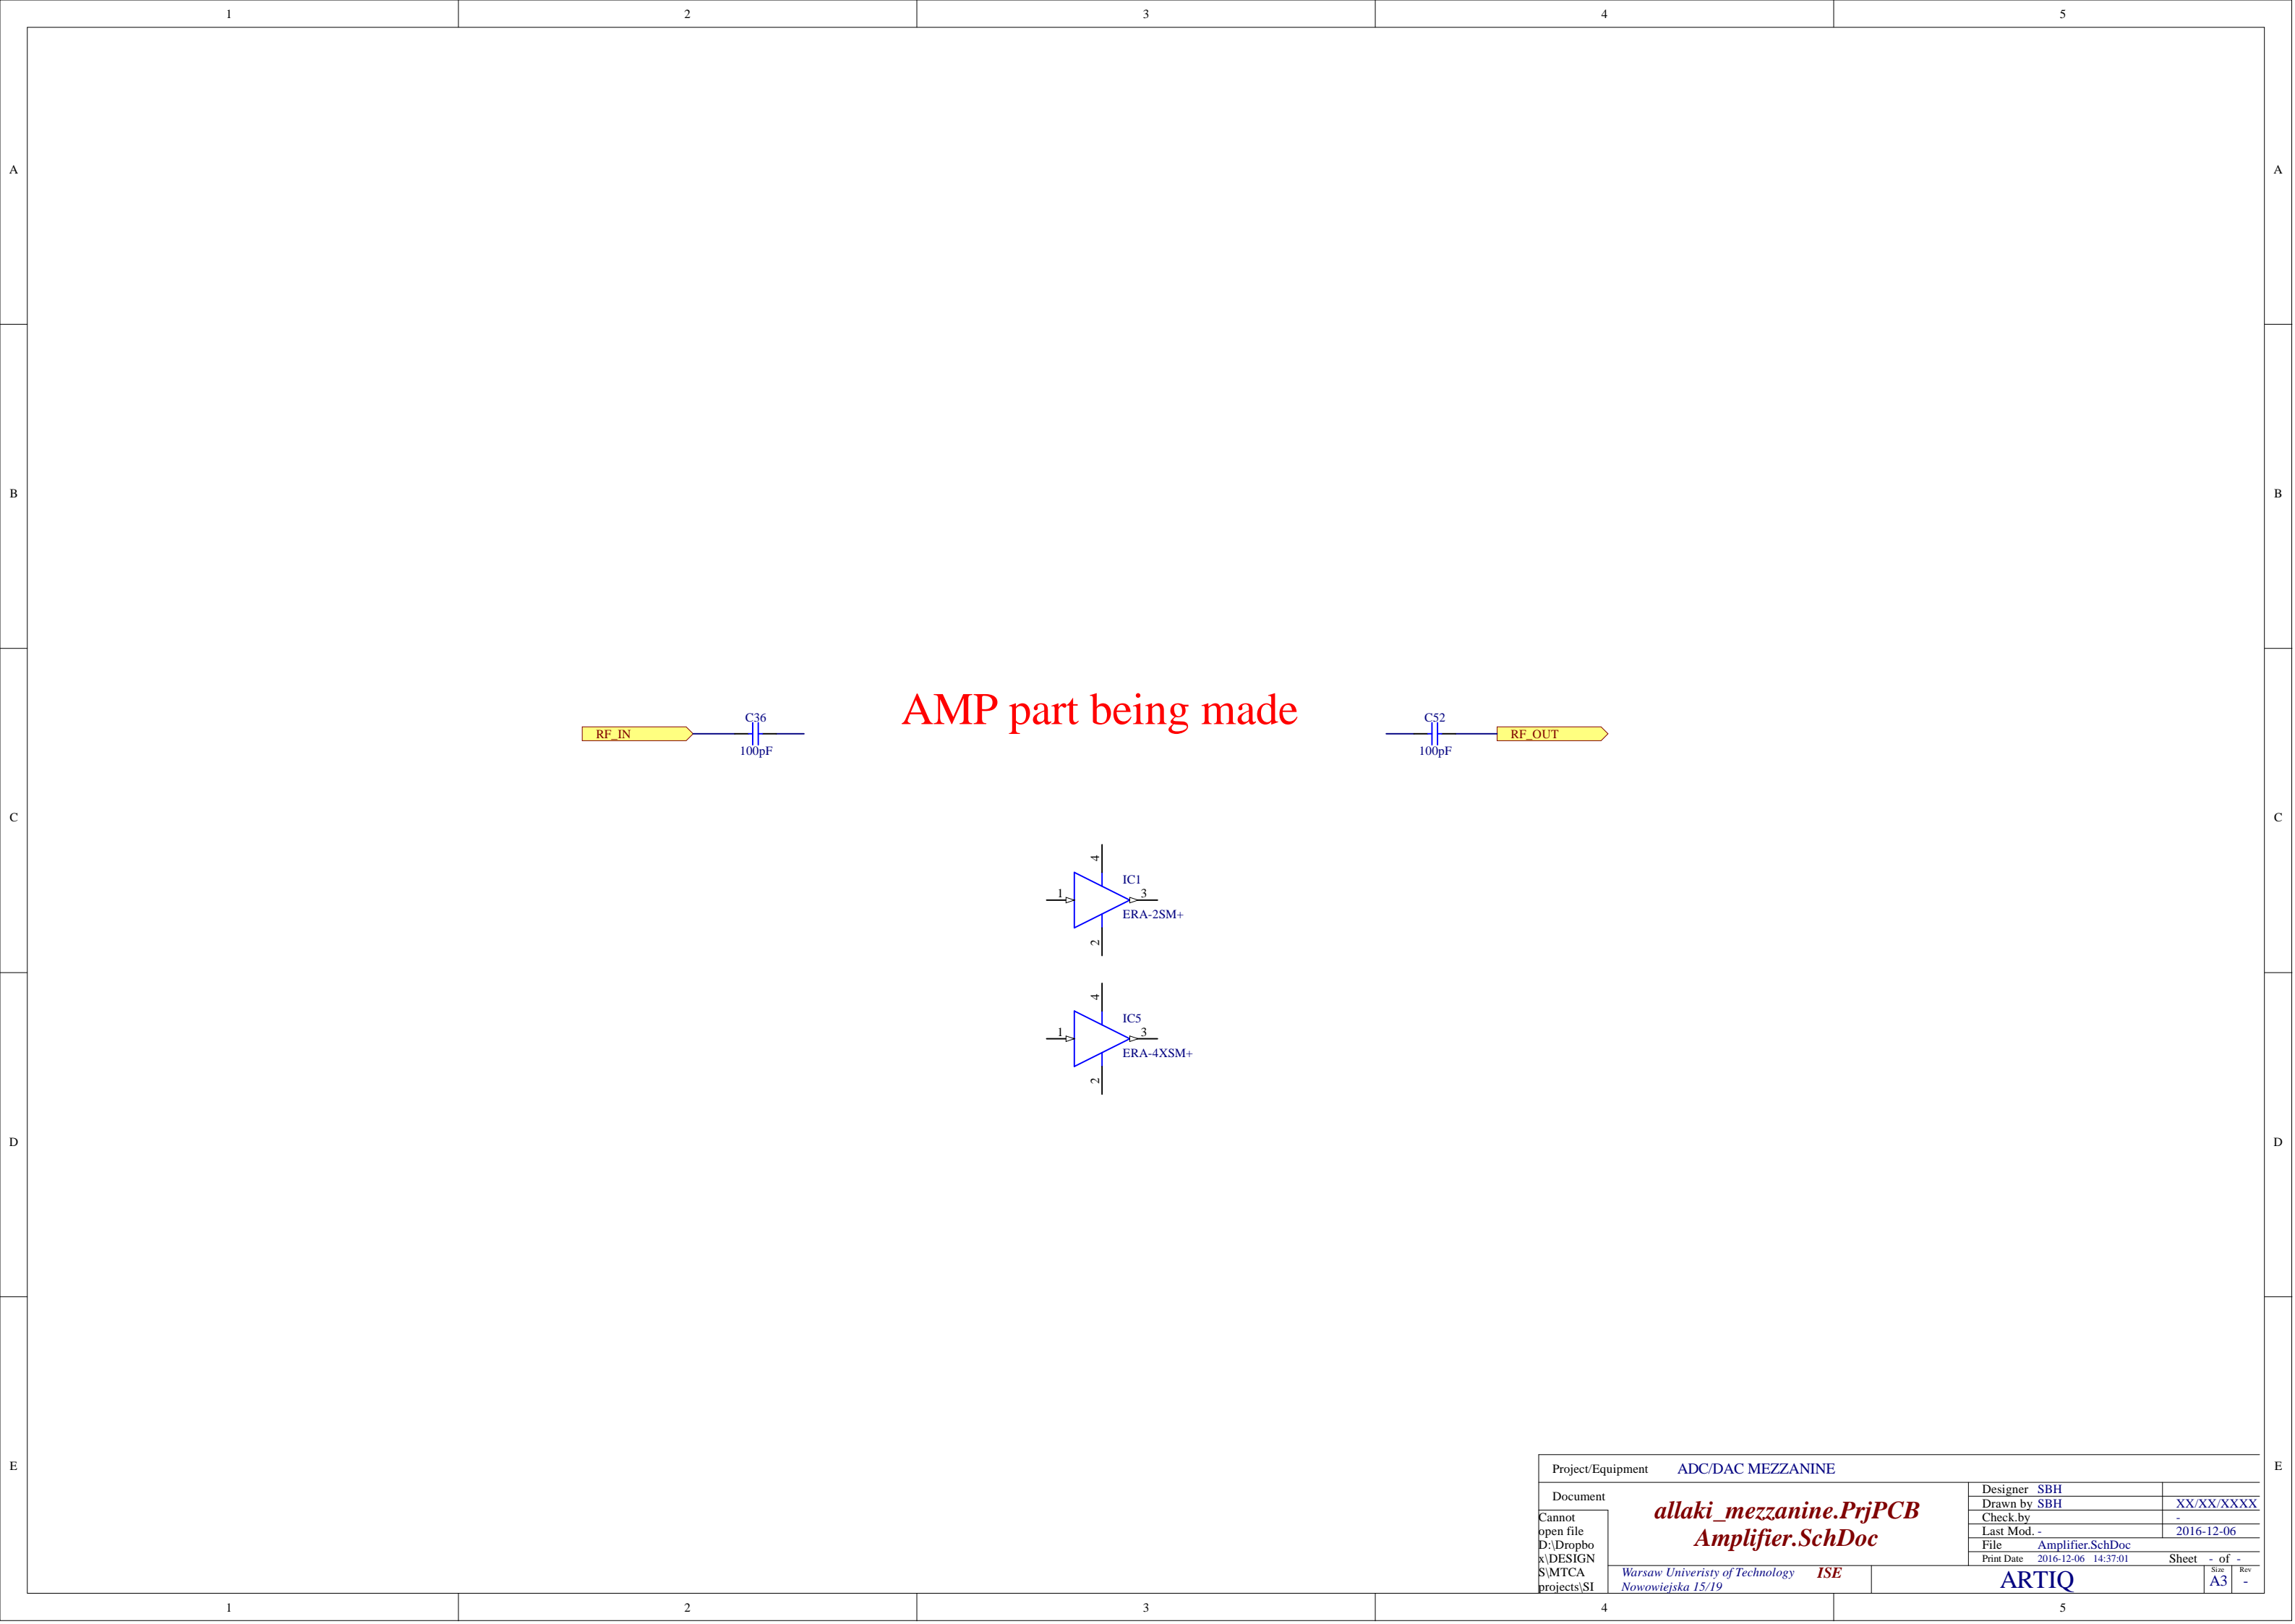 1 2 3 4 5
A A
B B
AMP part being made
C36
C52
RF_IN
RF_OUT
100pF
100pF
C C
4
IC1
1 3
ERA-2SM+
2
4
IC5
1 3
ERA-4XSM+
2
D D
E E
Project/Equipment ADC/DAC MEZZANINE
Document
allaki_mezzanine.PrjPCB
Amplifier.SchDoc
Cannot
open file
D:\Dropbo
x\DESIGN
S\MTCA
projects\SI
Designer SBH
Drawn by SBH XX/XX/XXXX
Check.by -
Last Mod. - 2016-12-06
File Amplifier.SchDoc
Print Date 2016-12-06 14:37:01 Sheet - of -
Warsaw Univeristy of Technology ISE
Nowowiejska 15/19
ARTIQ
Size Rev
A3 -
1 2 3 4 5